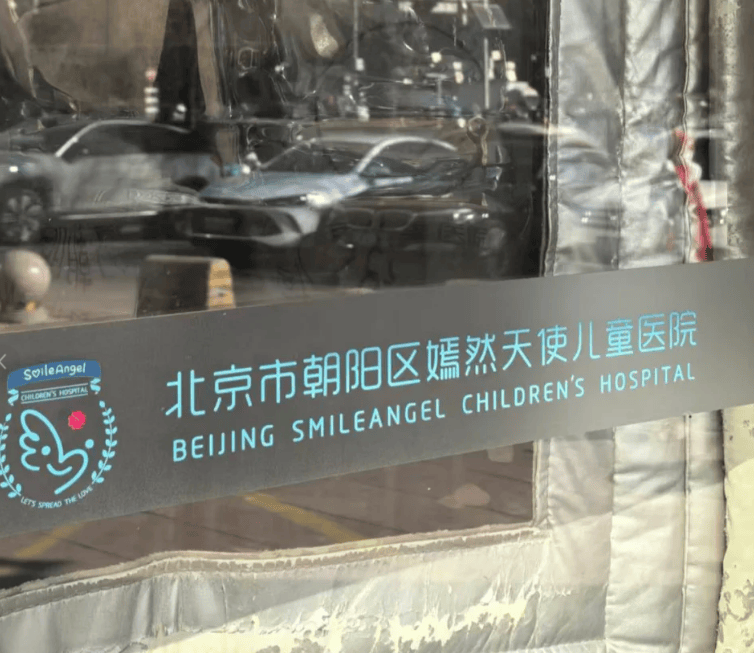 SmileAngel
CHILDREN'S HOSPITAL
LET'S SPREAD THE LOVE
北京市朝阳区嫣然天使儿童医院
BEIJING SMILEANGEL CHILDREN'S HOSPITAL